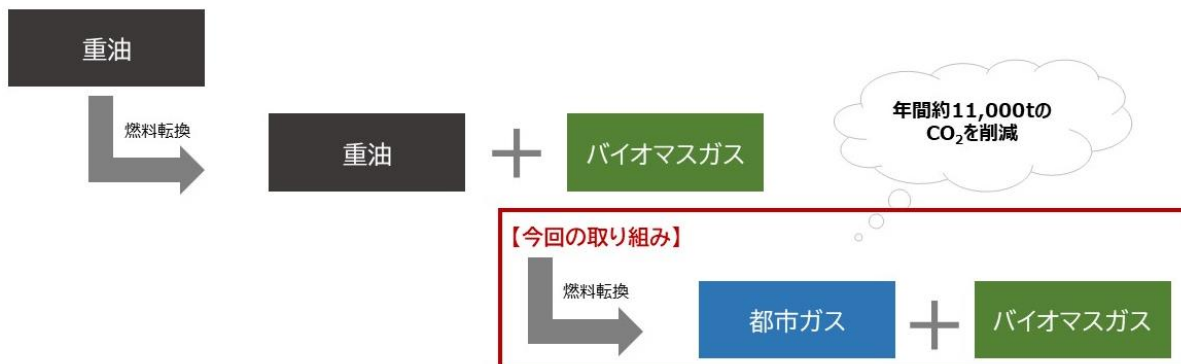 重油
燃料転換
重油
＋
バイオマスガス
年間約11,000tの
CO₂を削減
【今回の取り組み】
燃料転換
都市ガス
＋
バイオマスガス